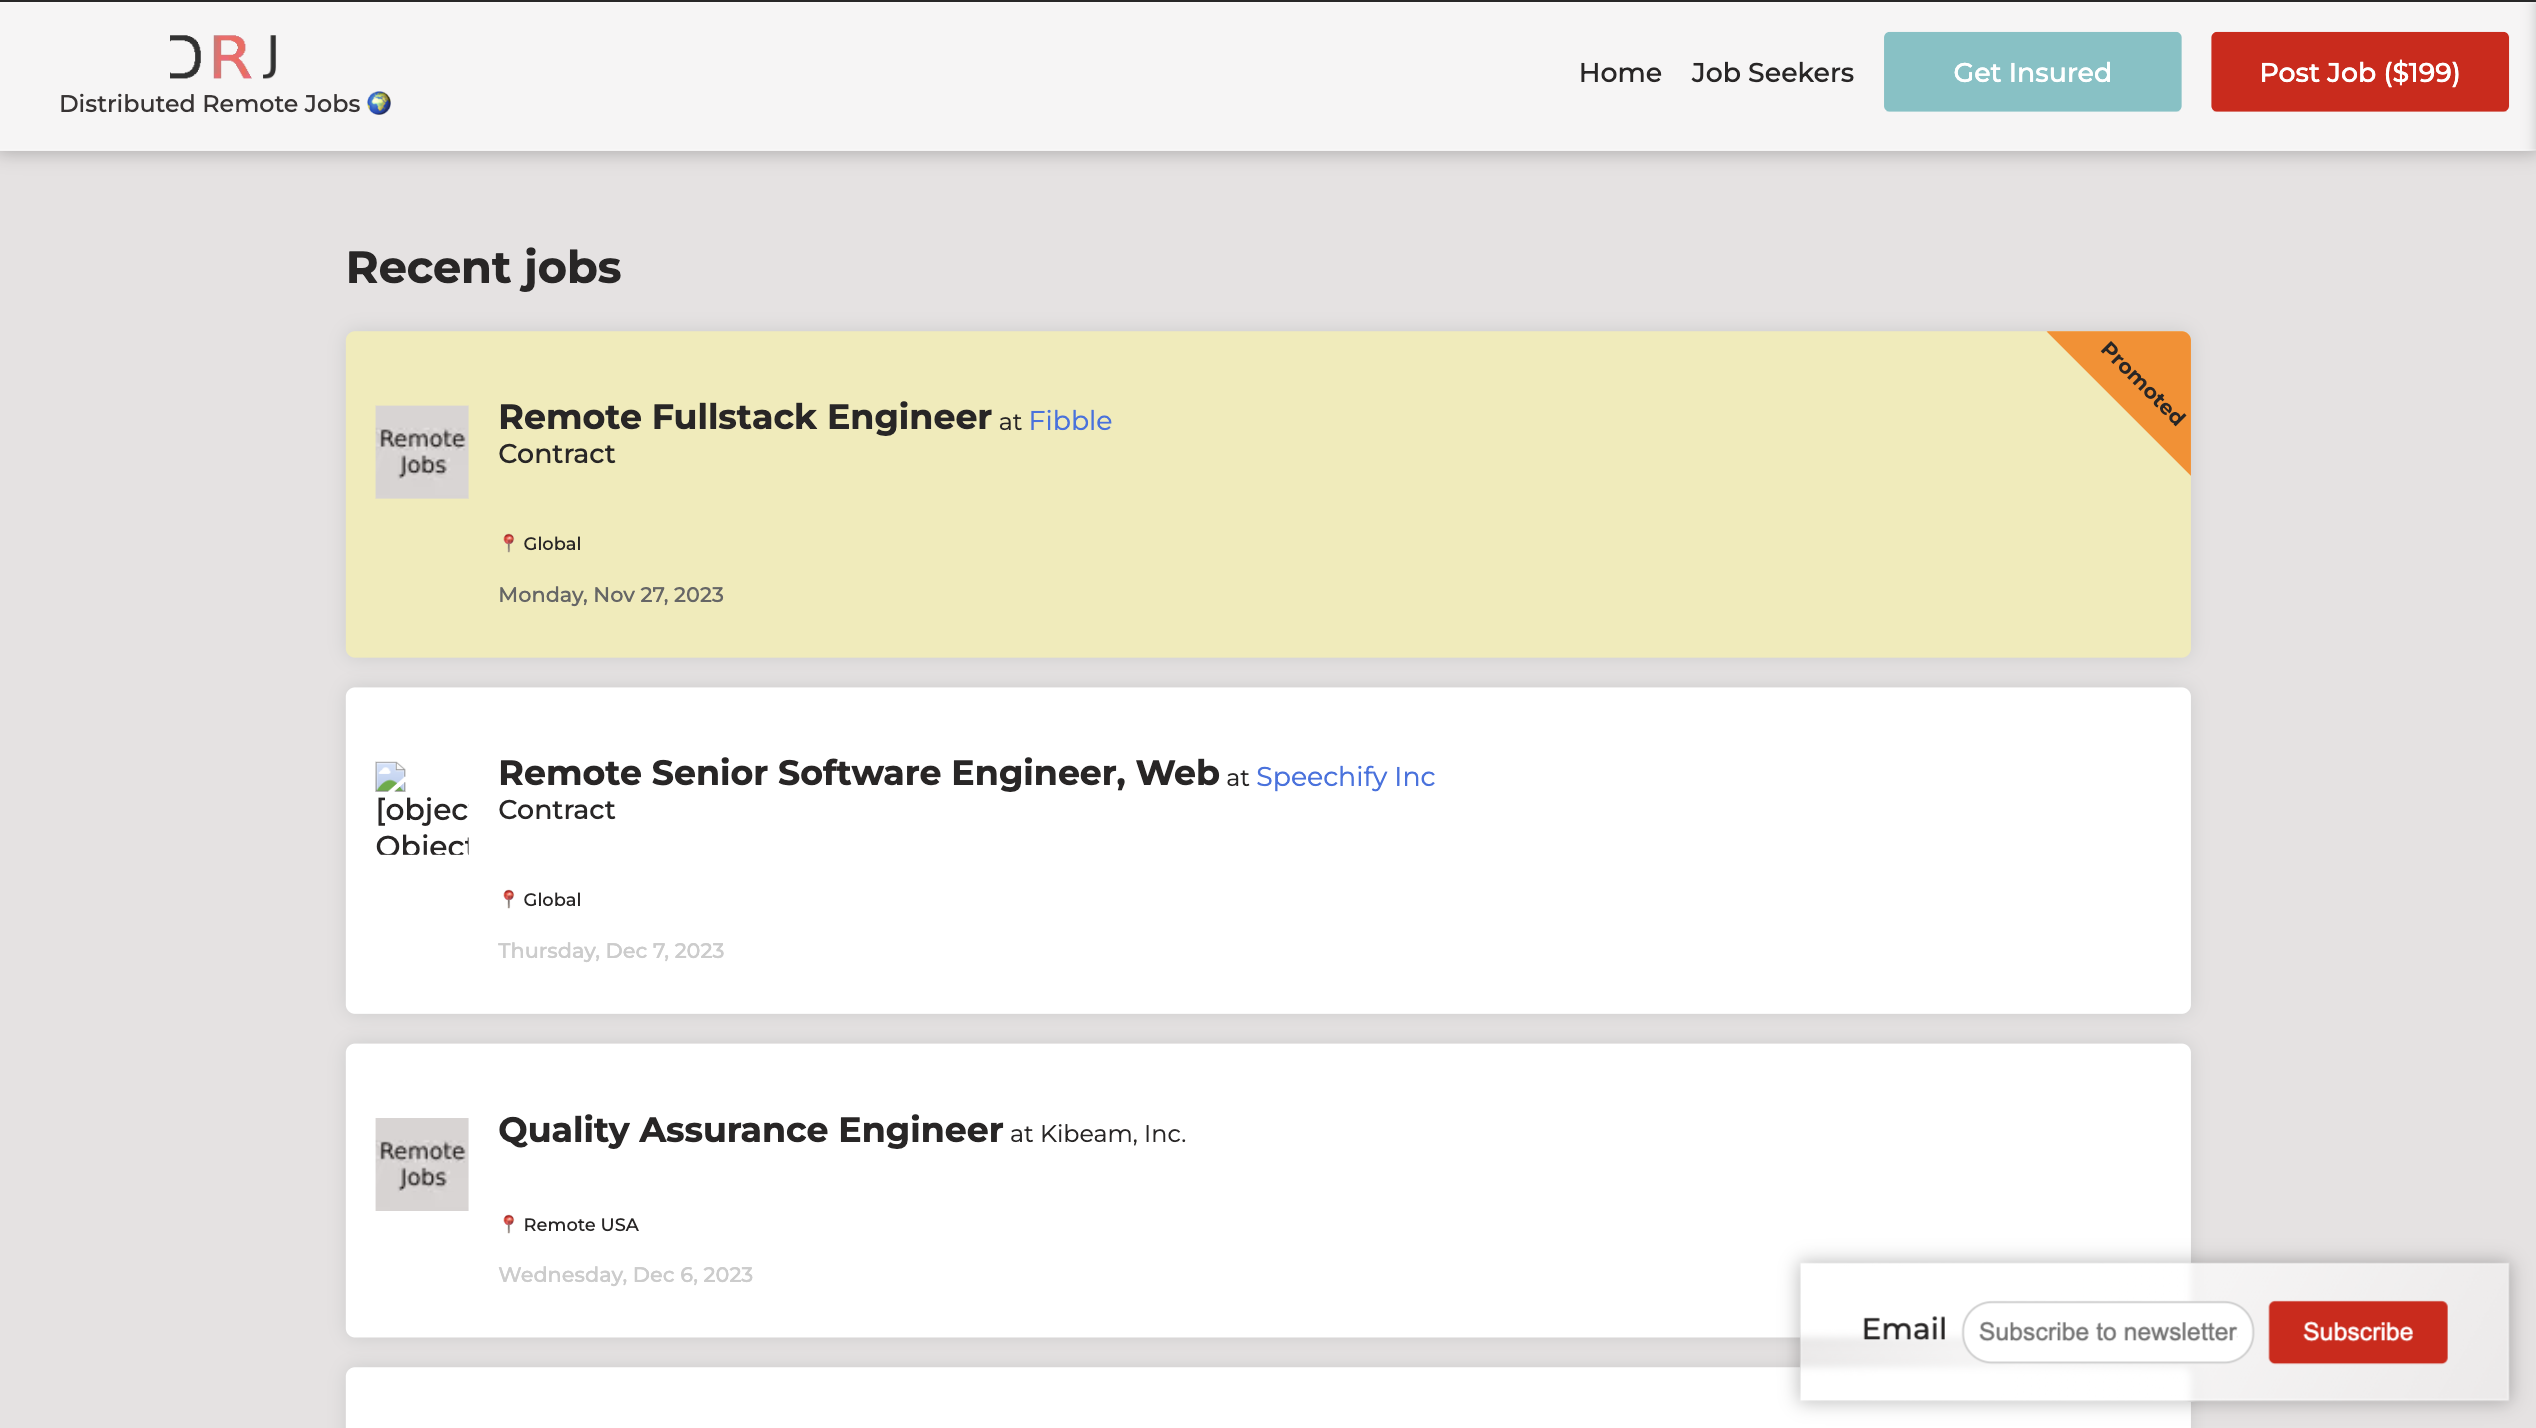 DRJ
Distributed Remote Jobs
Home
Job Seekers
Get Insured
Post Job ($199)
Recent jobs
Promoted
Remote
Jobs
Remote Fullstack Engineer at Fibble
Contract
Global
Monday, Nov 27, 2023
[objec
Object
Remote Senior Software Engineer, Web at Speechify Inc
Contract
Global
Thursday, Dec 7, 2023
Remote
Jobs
Quality Assurance Engineer at Kibeam, Inc.
Remote USA
Wednesday, Dec 6, 2023
Email
Subscribe to newsletter
Subscribe